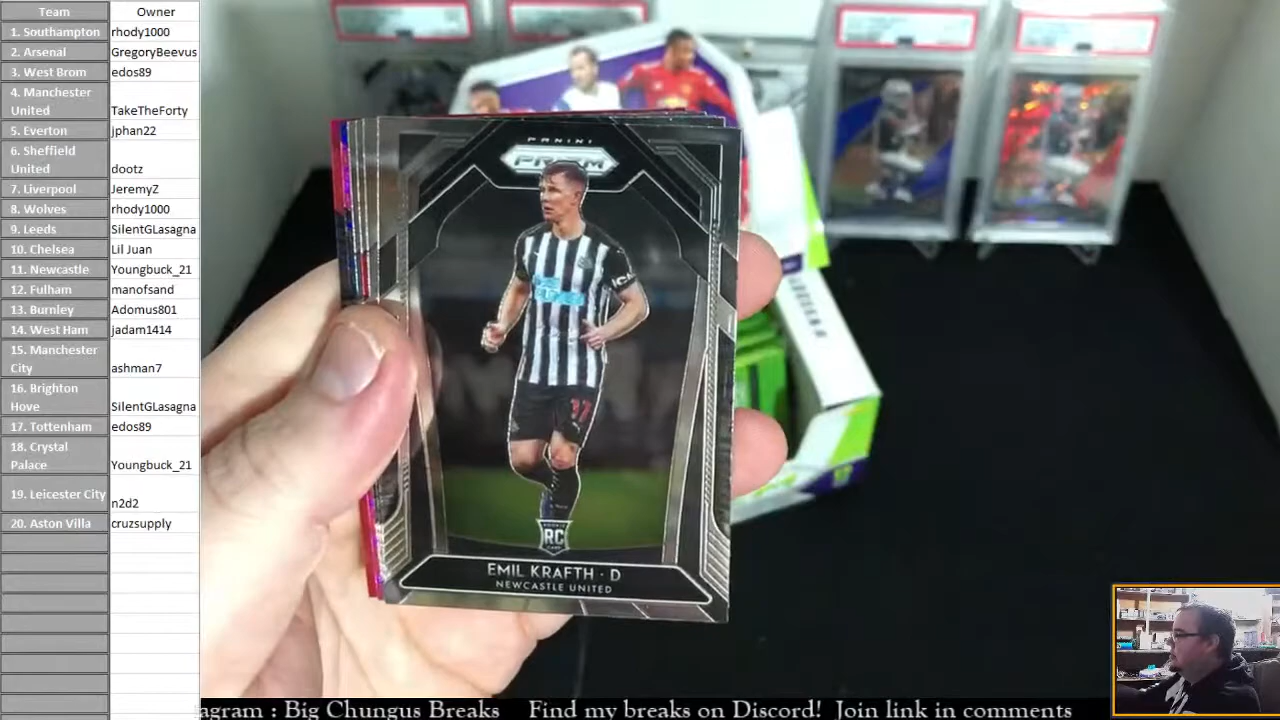 Team Owner
1. Southampton rhody1000
2. Arsenal GregoryBeevus
3. West Brom edos89
4. Manchester
United TakeTheForty
5. Everton jphan22
6. Sheffield
United dootz
7. Liverpool JeremyZ
8. Wolves rhody1000
9. Leeds SilentGLasagna
10. Chelsea Lil Juan
11. Newcastle Youngbuck_21
12. Fulham manofsand
13. Burnley Adomus801
14. West Ham jadam1414
15. Manchester
City ashman7
16. Brighton
Hove SilentGLasagna
17. Tottenham edos89
18. Crystal
Palace Youngbuck_21
19. Leicester City n2d2
20. Aston Villa cruzsupply
PANINI
PRIZM
37
ROOKIE
RC
EMIL KRAFTH · D
NEWCASTLE UNITED
agram : Big Chungus Breaks Find my breaks on Discord! Join link in comments